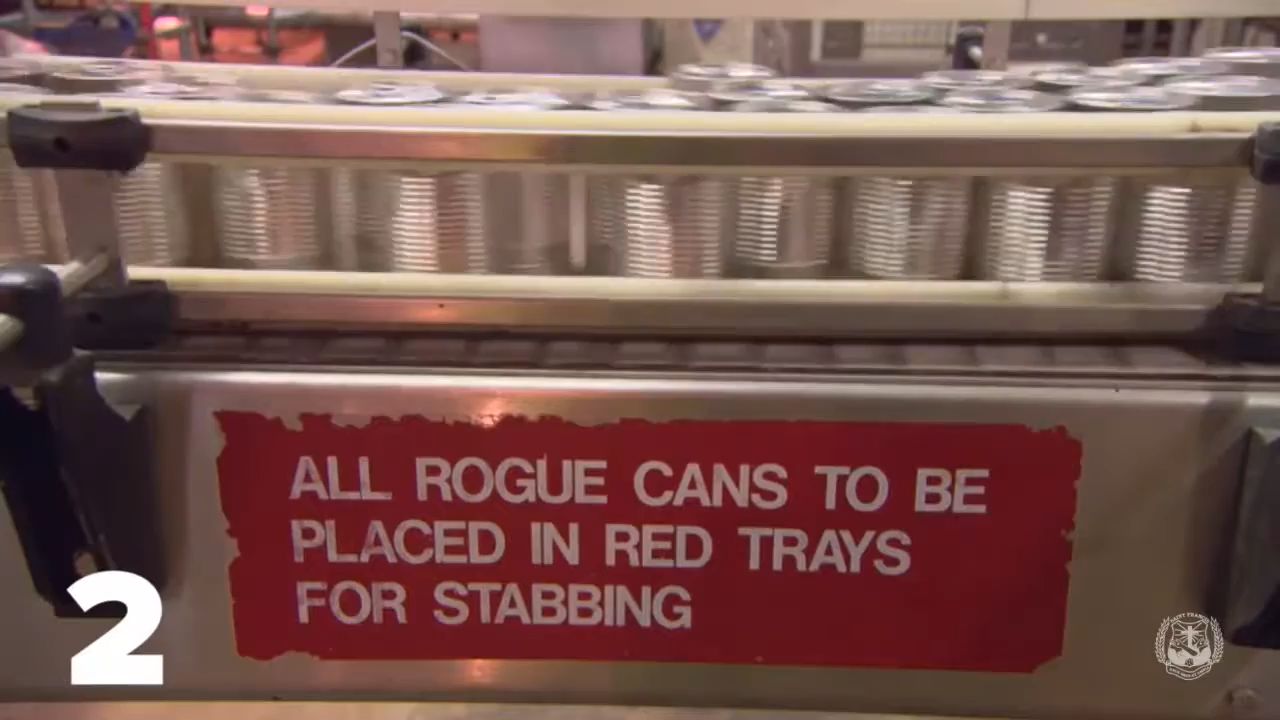 ALL ROGUE CANS TO BE
PLACED IN RED TRAYS
FOR STABBING
2